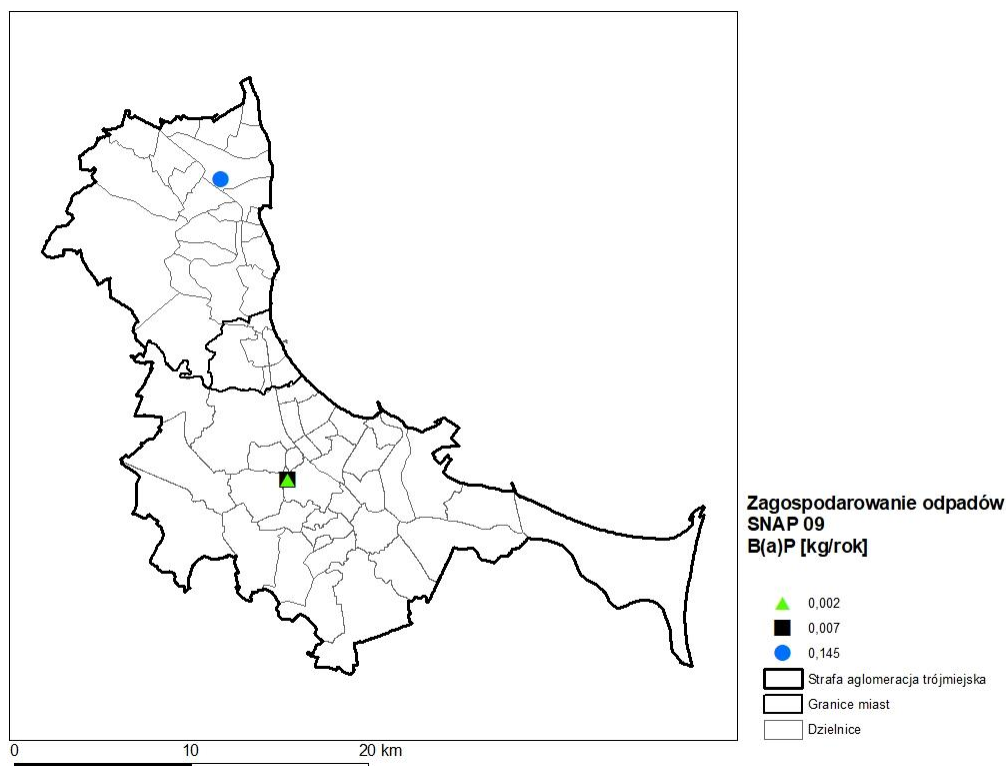 Zagospodarowanie odpadów
SNAP 09
B(a)P [kg/rok]
0,002
0,007
0,145
Strafa aglomeracja trójmiejska
Granice miast
Dzielnice
0 10 20 km